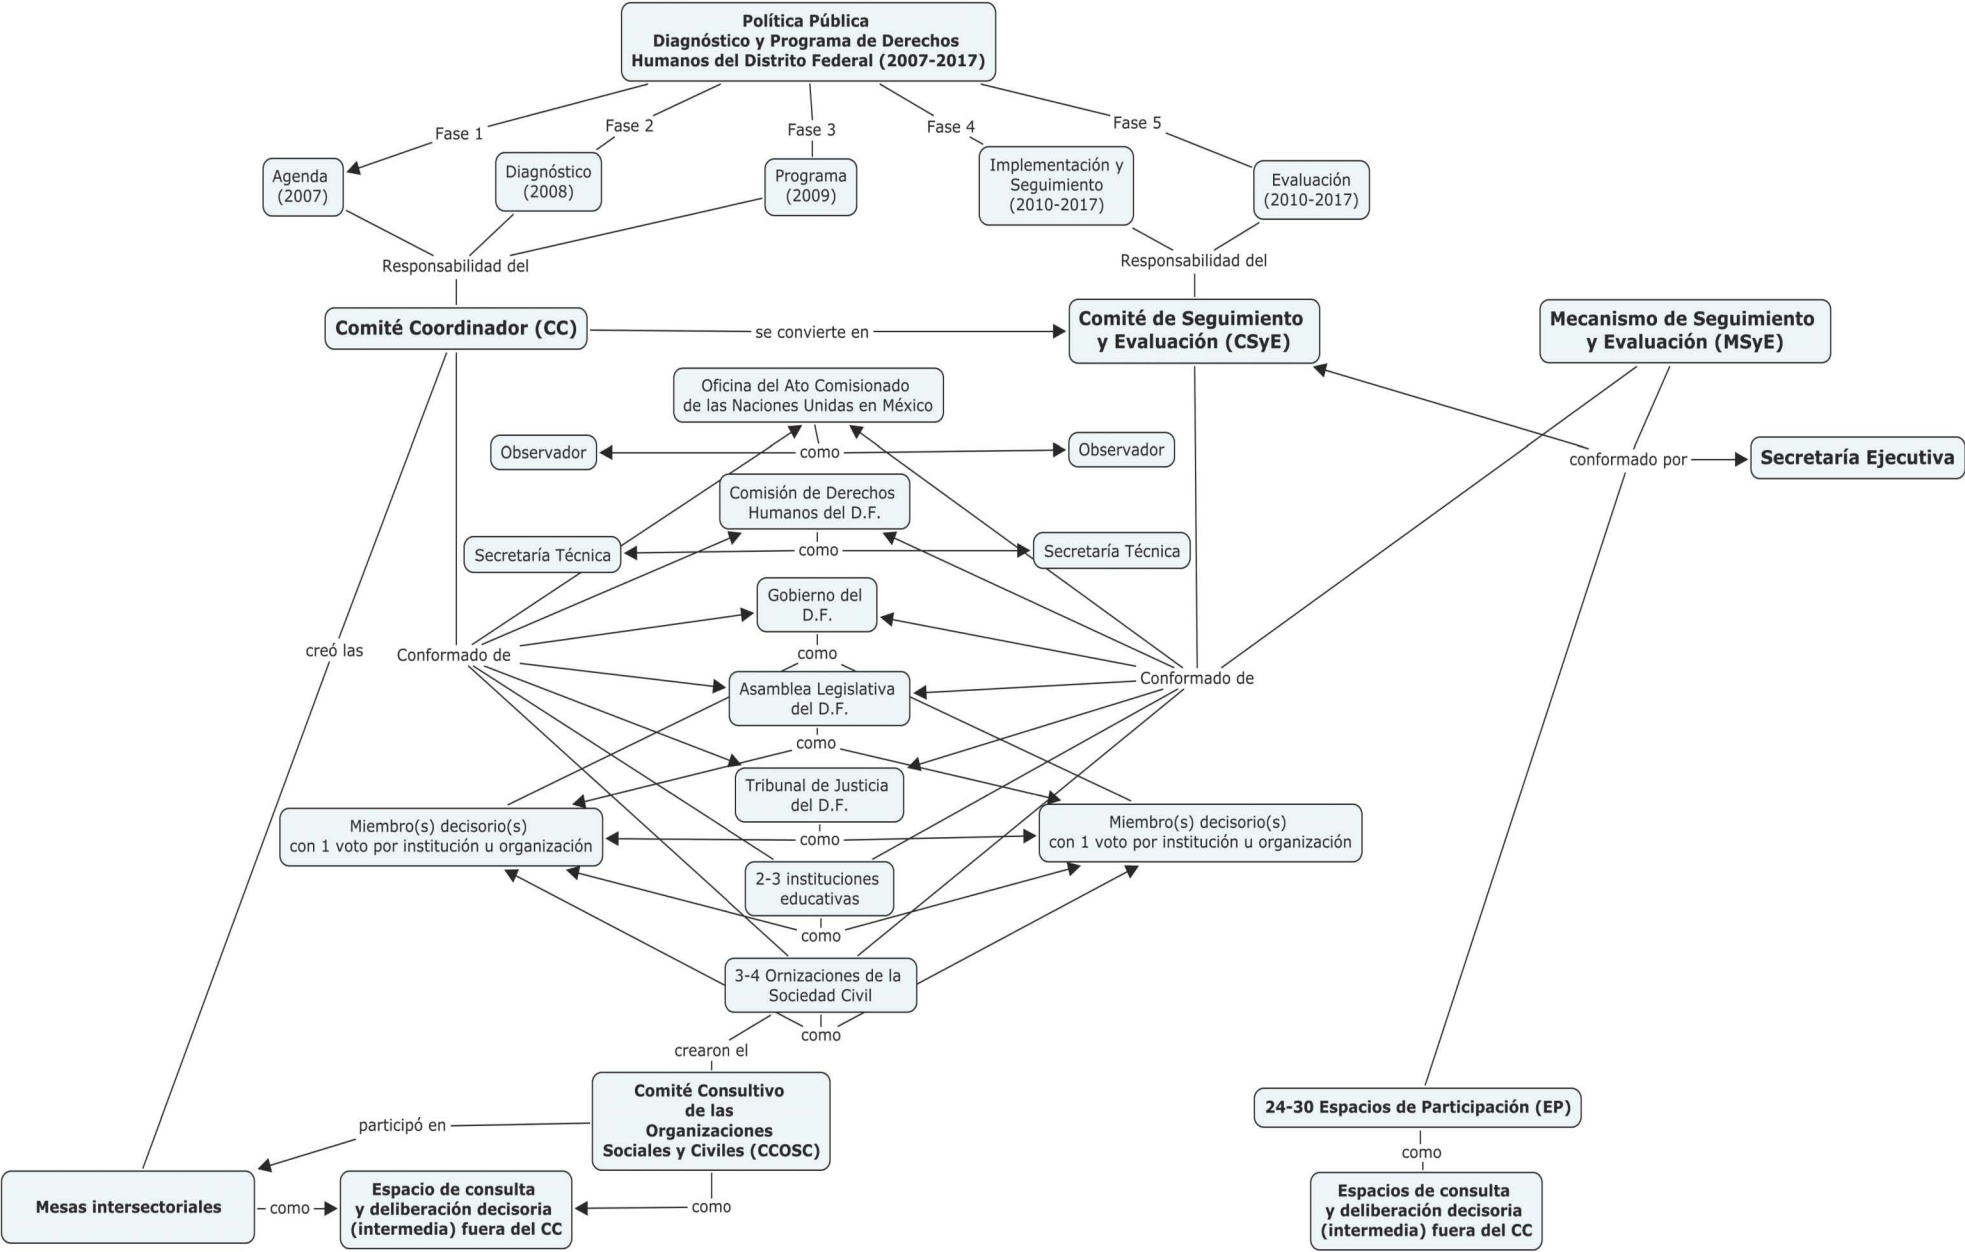 Política Pública
Diagnóstico y Programa de Derechos
Humanos del Distrito Federal (2007-2017)
Fase 1
Fase 2
Fase 3
Fase 4
Fase 5
Agenda
(2007)
Diagnóstico
(2008)
Programa
(2009)
Implementación y
Seguimiento
(2010-2017)
Evaluación
(2010-2017)
Responsabilidad del
Responsabilidad del
Comité Coordinador (CC)
se convierte en
Comité de Seguimiento
y Evaluación (CSyE)
Mecanismo de Seguimiento
y Evaluación (MSyE)
Oficina del Ato Comisionado
de las Naciones Unidas en México
Observador
como
Observador
conformado por
Secretaría Ejecutiva
Comisión de Derechos
Humanos del D.F.
Secretaría Técnica
como
Secretaría Técnica
Gobierno del
D.F.
creó las
Conformado de
como
Conformado de
Asamblea Legislativa
del D.F.
como
Tribunal de Justicia
del D.F.
Miembro(s) decisorio(s)
con 1 voto por institución u organización
como
Miembro(s) decisorio(s)
con 1 voto por institución u organización
2-3 instituciones
educativas
como
3-4 Ornizaciones de la
Sociedad Civil
como
crearon el
Comité Consultivo
de las
Organizaciones
Sociales y Civiles (CCOSC)
participó en
24-30 Espacios de Participación (EP)
como
Mesas intersectoriales
como
Espacio de consulta
y deliberación decisoria
(intermedia) fuera del CC
como
Espacios de consulta
y deliberación decisoria
(intermedia) fuera del CC